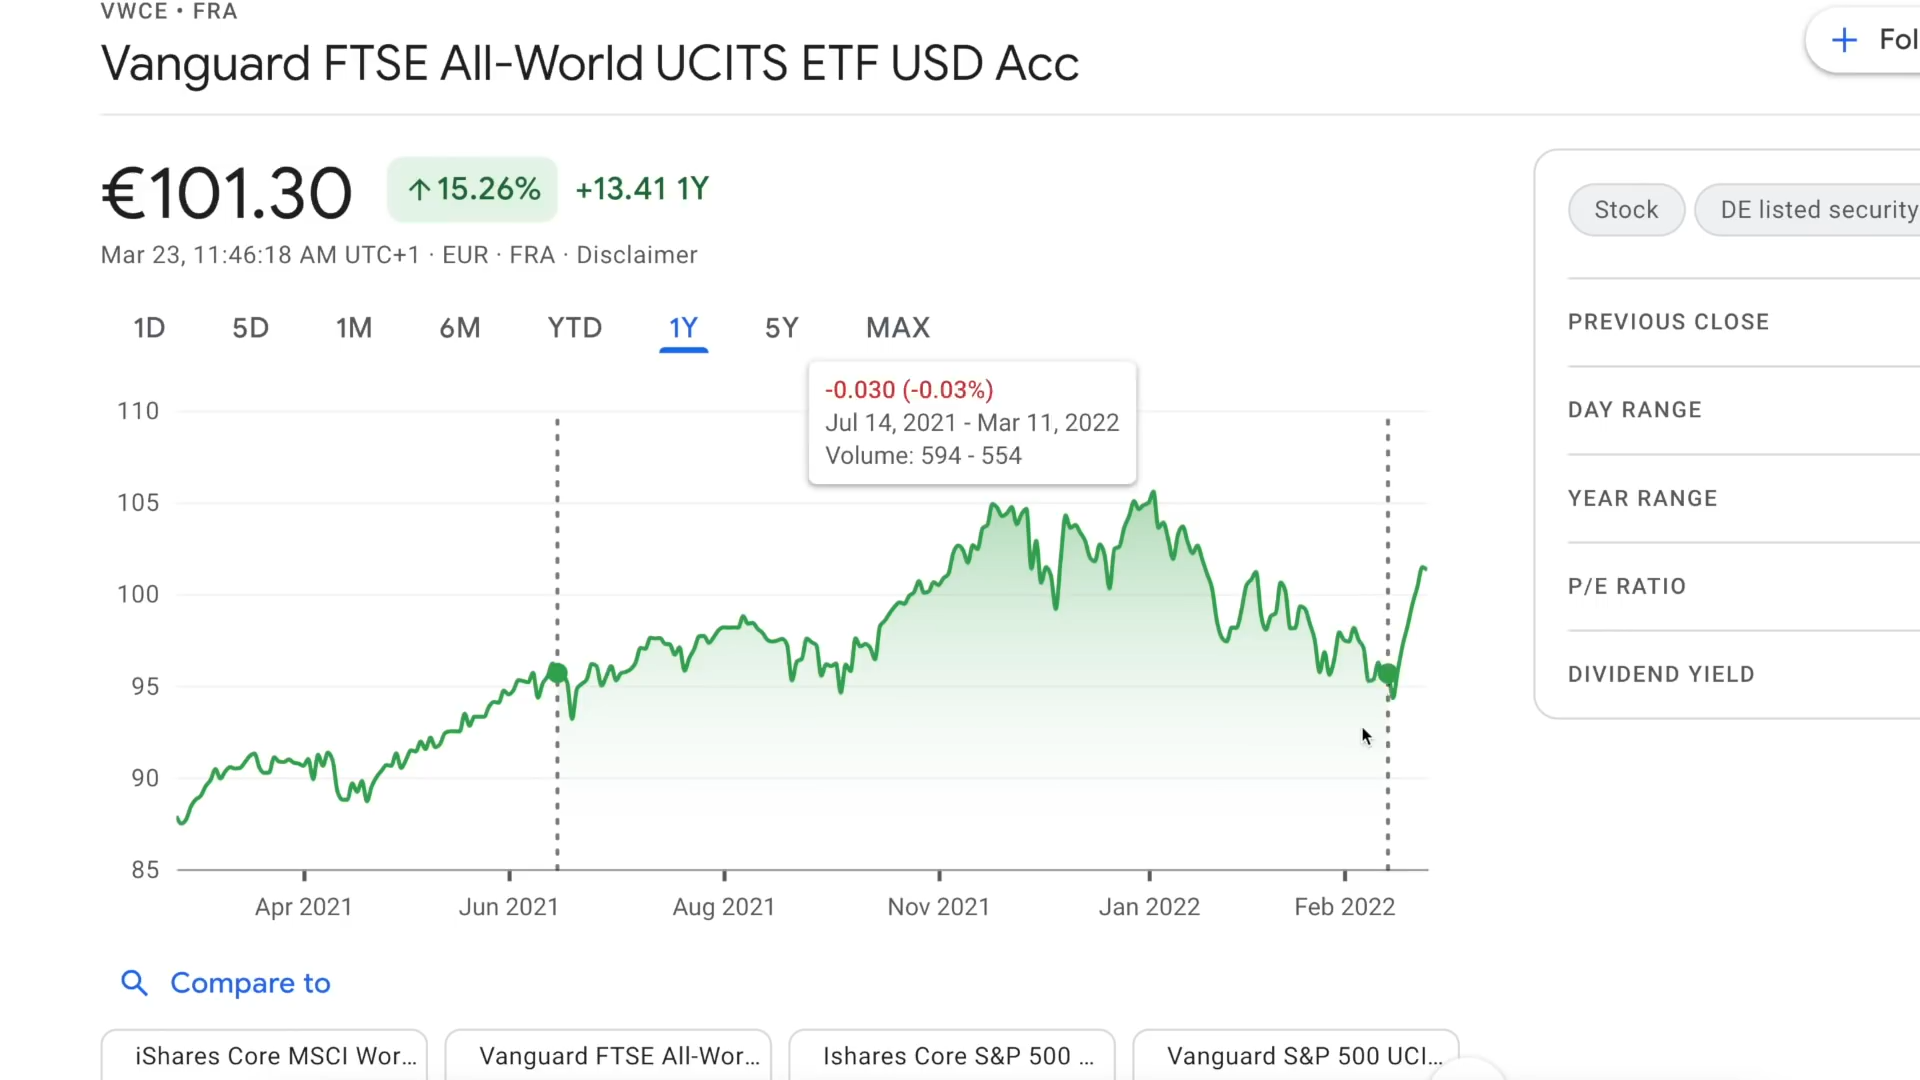 VWCE • FRA
Vanguard FTSE All-World UCITS ETF USD Acc
+ Fol
€101.30
↑ 15.26%
+13.41 1Y
Mar 23, 11:46:18 AM UTC+1 · EUR · FRA · Disclaimer
1D 5D 1M 6M YTD 1Y 5Y MAX
-0.030 (-0.03%)
Jul 14, 2021 - Mar 11, 2022
Volume: 594 - 554
110
105
100
95
90
85
Apr 2021 Jun 2021 Aug 2021 Nov 2021 Jan 2022 Feb 2022
Stock
DE listed security
PREVIOUS CLOSE
DAY RANGE
YEAR RANGE
P/E RATIO
DIVIDEND YIELD
Compare to
iShares Core MSCI Wor...
Vanguard FTSE All-Wor...
Ishares Core S&P 500 ...
Vanguard S&P 500 UCI...